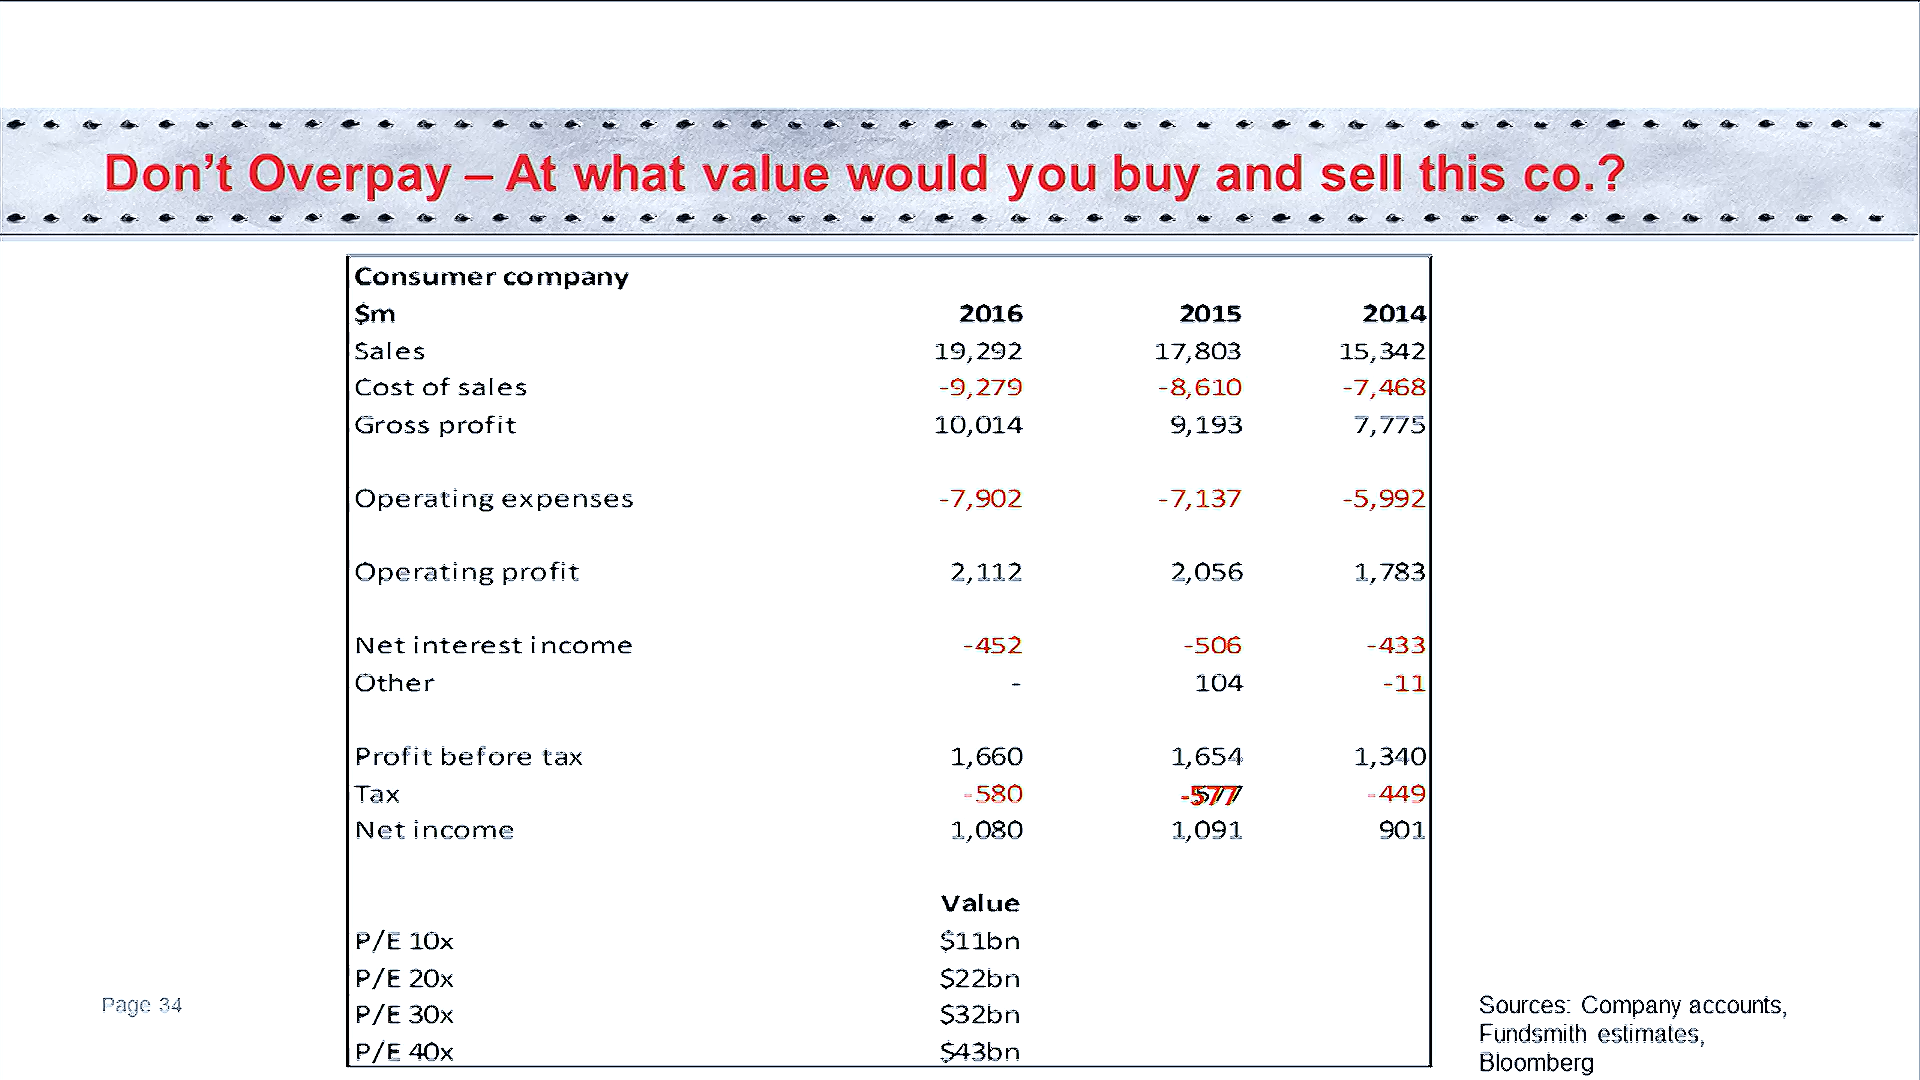 Don't Overpay – At what value would you buy and sell this co.?
Consumer company
$m 2016 2015 2014
Sales 19,292 17,803 15,342
Cost of sales -9,279 -8,610 -7,468
Gross profit 10,014 9,193 7,775
Operating expenses -7,902 -7,137 -5,992
Operating profit 2,112 2,056 1,783
Net interest income -452 -506 -433
Other - 104 -11
Profit before tax 1,660 1,654 1,340
Tax -580 -577 -449
Net income 1,080 1,091 901
Value
P/E 10x $11bn
P/E 20x $22bn
P/E 30x $32bn
P/E 40x $43bn
Page 34
Sources: Company accounts,
Fundsmith estimates,
Bloomberg